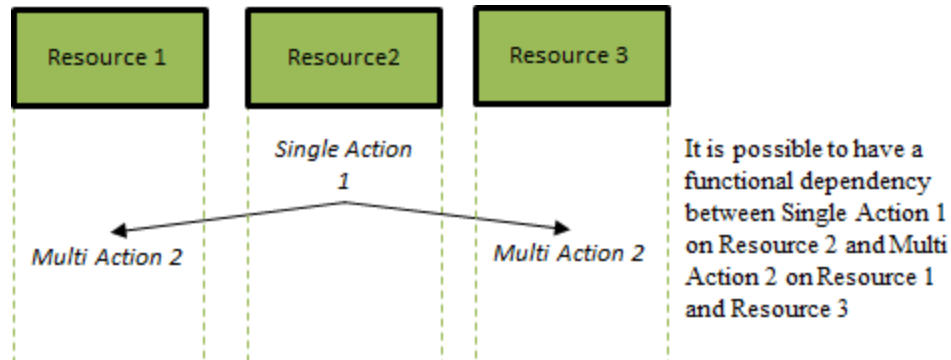 Resource 1
Resource2
Resource 3
Single Action
1
Multi Action 2
Multi Action 2
It is possible to have a
functional dependency
between Single Action 1
on Resource 2 and Multi
Action 2 on Resource 1
and Resource 3